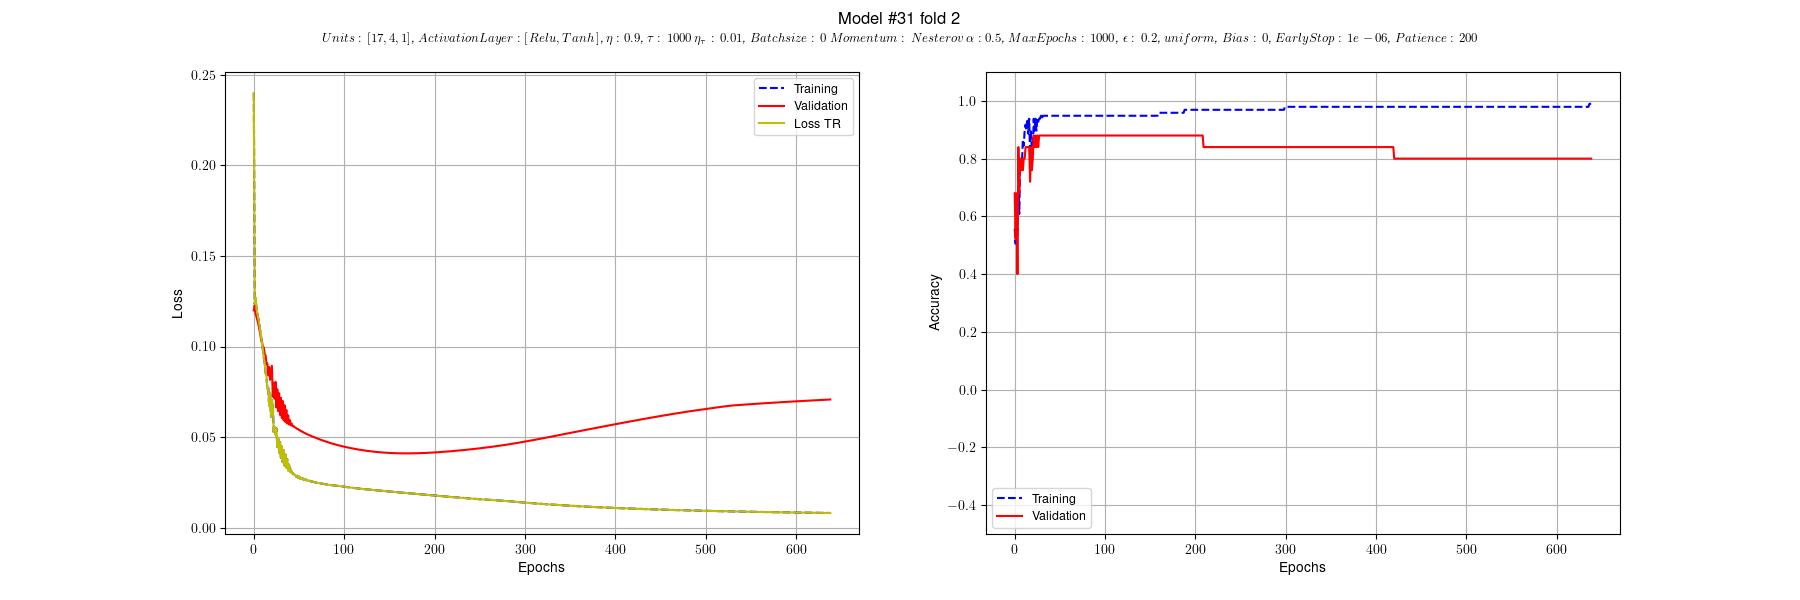 Model #31 fold 2
Units : [17, 4, 1], ActivationLayer : [Relu, Tanh], η : 0.9, τ : 1000 η_τ : 0.01, Batchsize : 0 Momentum : Nesterov α : 0.5, MaxEpochs : 1000, ϵ : 0.2, uniform, Bias : 0, EarlyStop : 1e − 06, Patience : 200
0.25
0.20
0.15
0.10
0.05
0.00
Loss
0 100 200 300 400 500 600
Epochs
Training
Validation
Loss TR
1.0
0.8
0.6
0.4
0.2
0.0
−0.2
−0.4
Accuracy
0 100 200 300 400 500 600
Epochs
Training
Validation